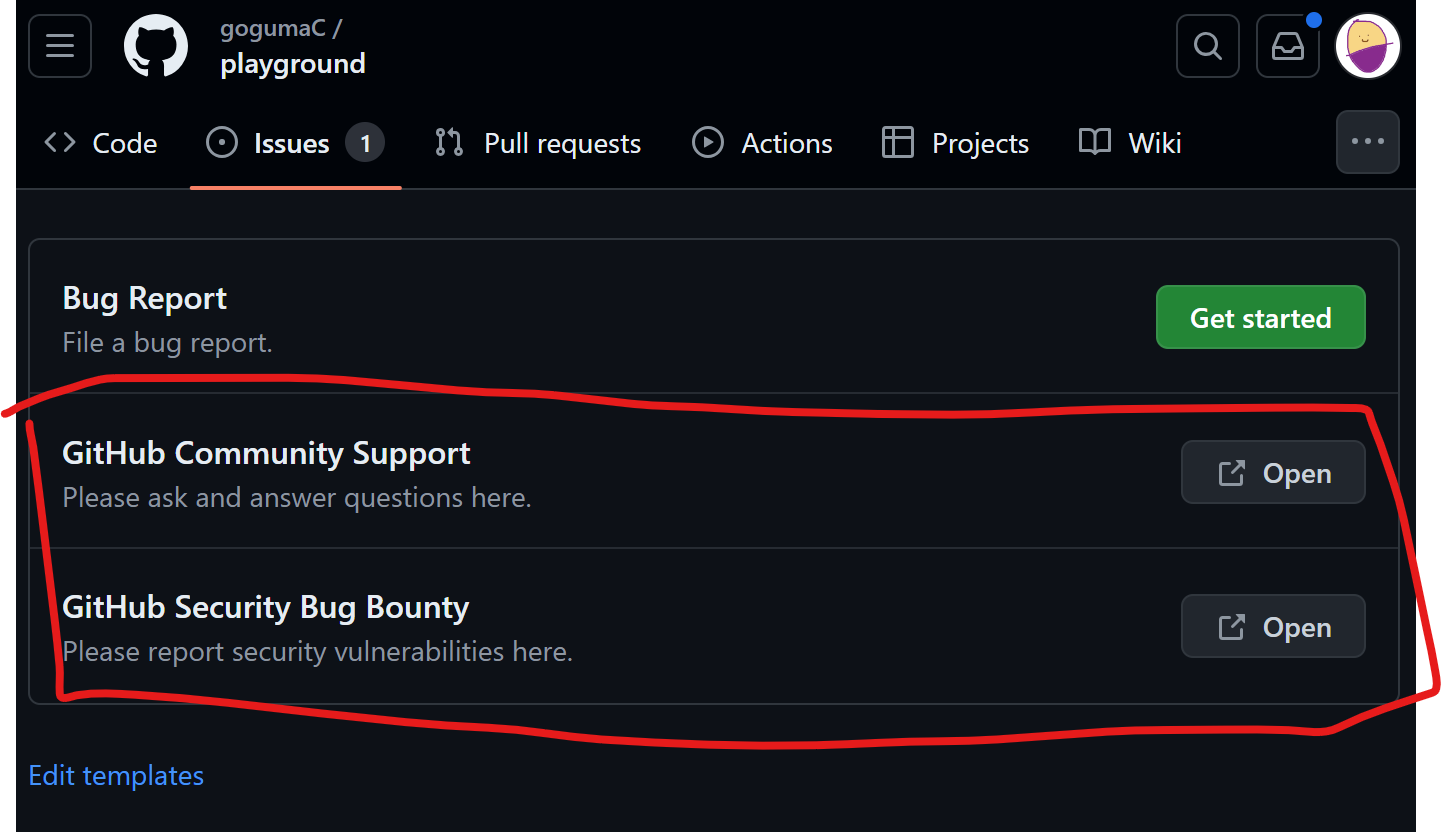 gogumaC /
playground
Code Issues 1 Pull requests Actions Projects Wiki
Bug Report
File a bug report.
Get started
GitHub Community Support
Please ask and answer questions here.
Open
GitHub Security Bug Bounty
Please report security vulnerabilities here.
Open
Edit templates